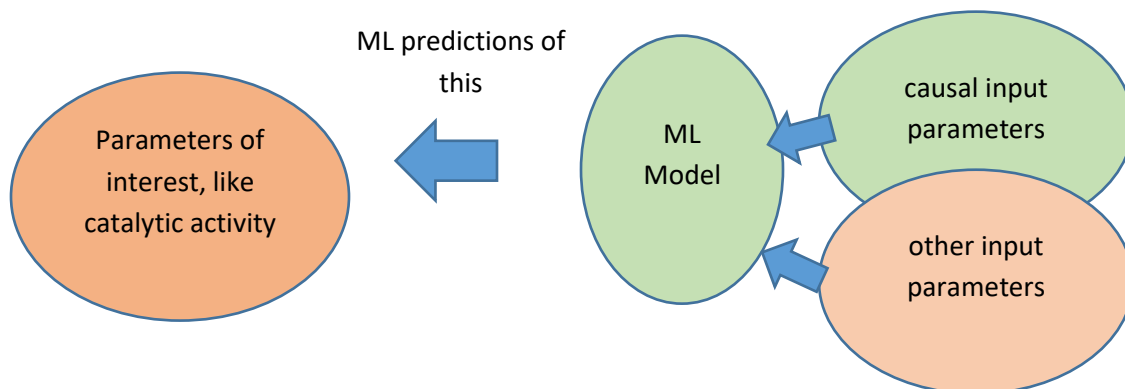 ML predictions of
this
Parameters of
interest, like
catalytic activity
ML
Model
causal input
parameters
other input
parameters